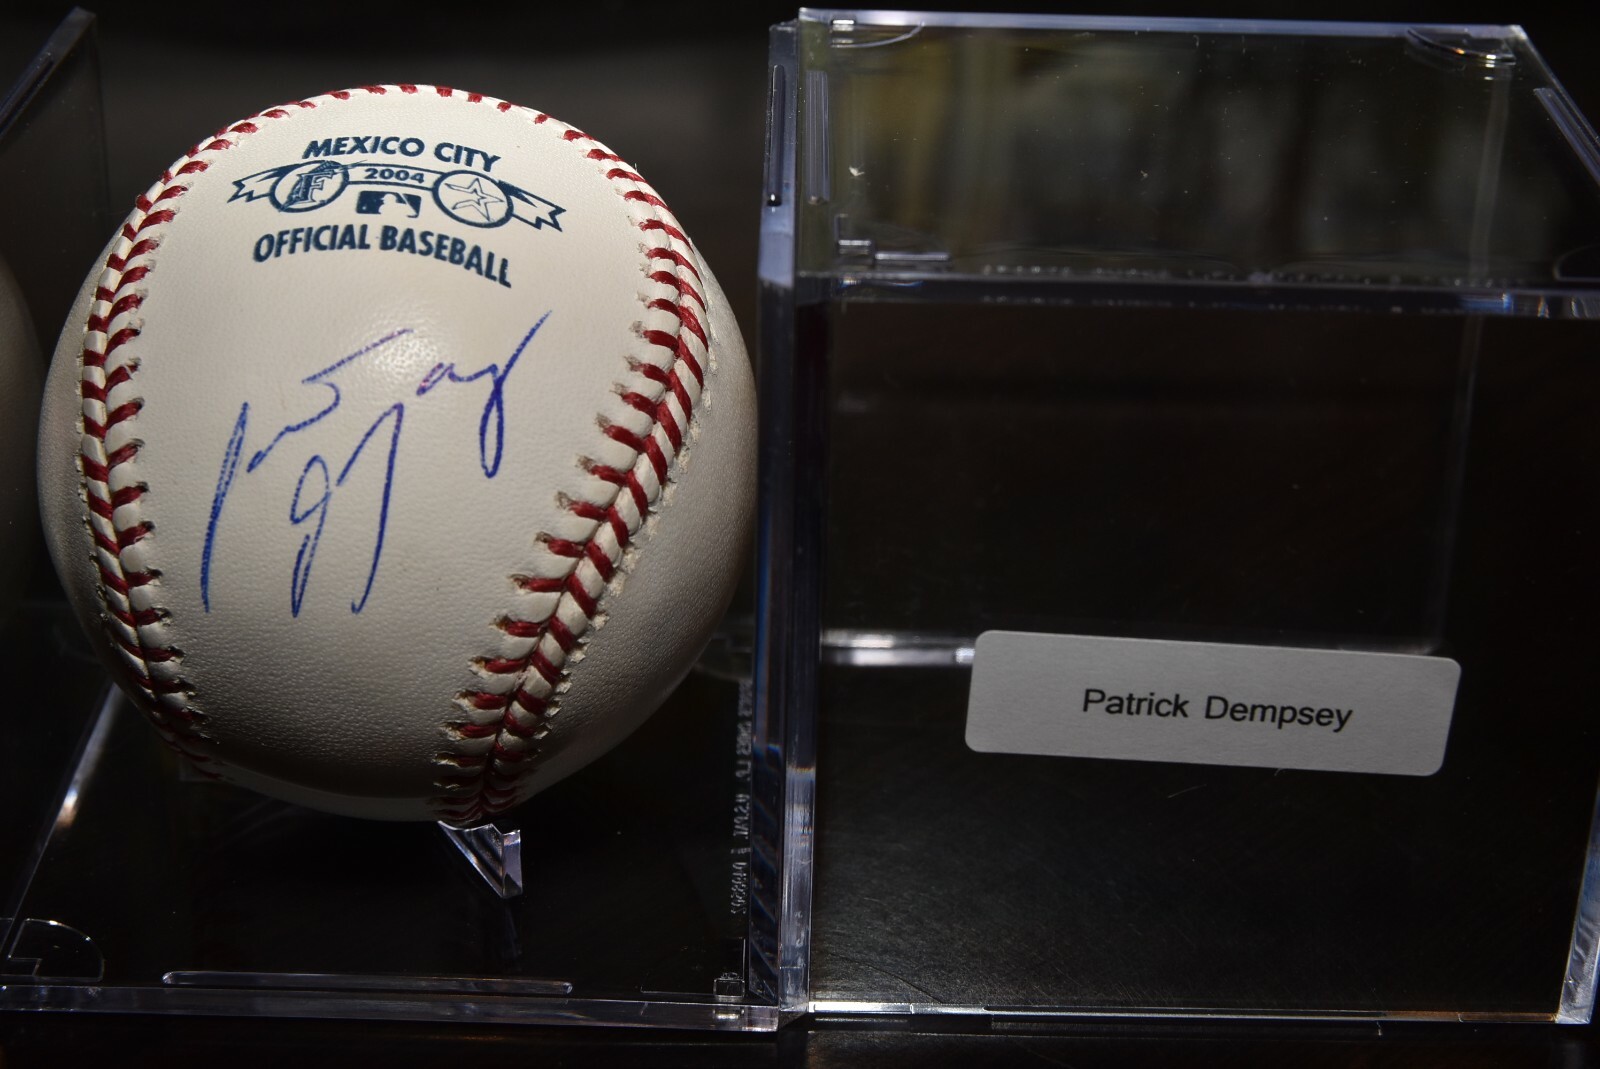 MEXICO CITY
2004
F
OFFICIAL BASEBALL
Patrick Dempsey